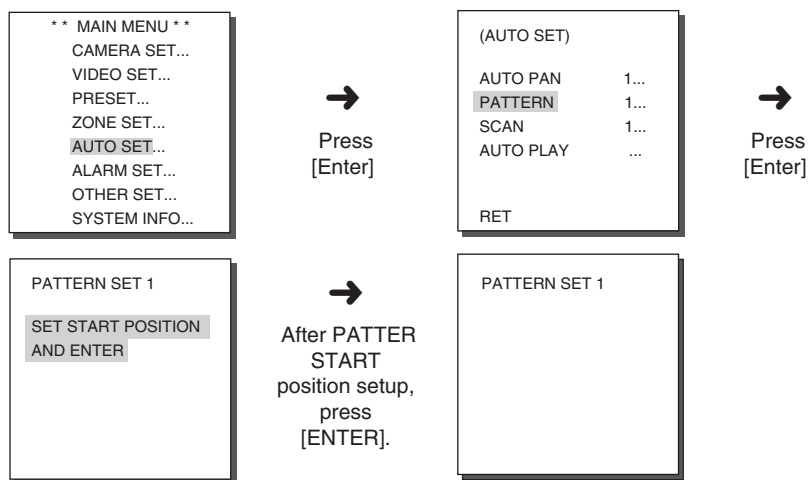 * * MAIN MENU * *
CAMERA SET...
VIDEO SET...
PRESET...
ZONE SET...
AUTO SET...
ALARM SET...
OTHER SET...
SYSTEM INFO...
Press
[Enter]
(AUTO SET)
AUTO PAN 1...
PATTERN 1...
SCAN 1...
AUTO PLAY ...
RET
Press
[Enter]
PATTERN SET 1
SET START POSITION
AND ENTER
After PATTER
START
position setup,
press
[ENTER].
PATTERN SET 1